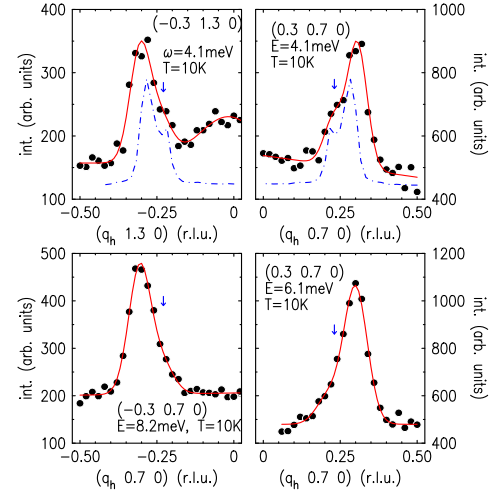 (−0.3 1.3 0)
ω=4.1meV
T=10K
400
300
200
100
int. (arb. units)
−0.50
−0.25
0
(q_h 1.3 0) (r.l.u.)
(0.3 0.7 0)
E=4.1meV
T=10K
1000
800
600
400
int. (arb. units)
0
0.25
0.50
(q_h 0.7 0) (r.l.u.)
500
400
300
200
100
int. (arb. units)
(−0.3 0.7 0)
E=8.2meV, T=10K
−0.50
−0.25
0
(q_h 0.7 0) (r.l.u.)
(0.3 0.7 0)
E=6.1meV
T=10K
1200
1000
800
600
400
int. (arb. units)
0
0.25
0.50
(q_h 0.7 0) (r.l.u.)